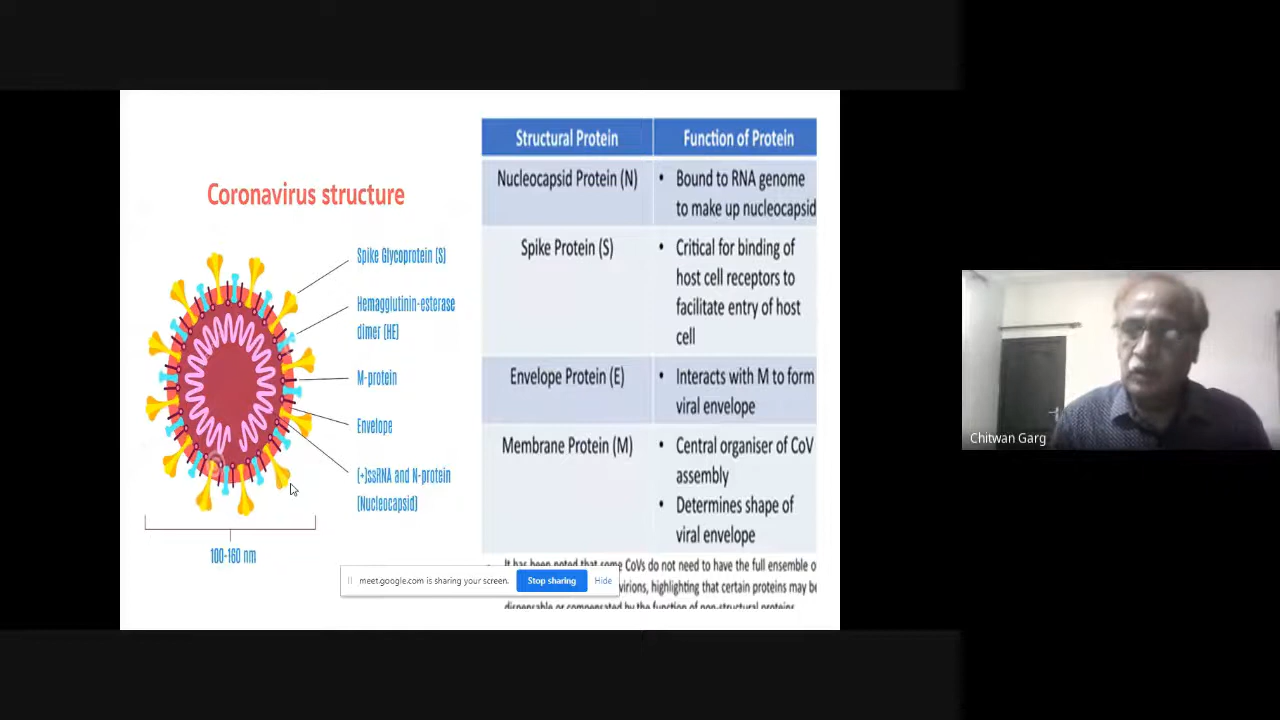 Coronavirus structure
Spike Glycoprotein (S)
Hemagglutinin-esterase
dimer (HE)
M-protein
Envelope
(+)ssRNA and N-protein
(Nucleocapsid)
100-160 nm
Structural Protein
Function of Protein
Nucleocapsid Protein (N)
• Bound to RNA genome
to make up nucleocapsid
Spike Protein (S)
• Critical for binding of
host cell receptors to
facilitate entry of host
cell
Envelope Protein (E)
• Interacts with M to form
viral envelope
Membrane Protein (M)
• Central organiser of CoV
assembly
• Determines shape of
viral envelope
It has been noted that some CoVs do not need to have the full ensemble o
virions, highlighting that certain proteins may be
dispensable or compensated by the function of non-structural proteins
meet.google.com is sharing your screen.
Stop sharing
Hide
Chitwan Garg